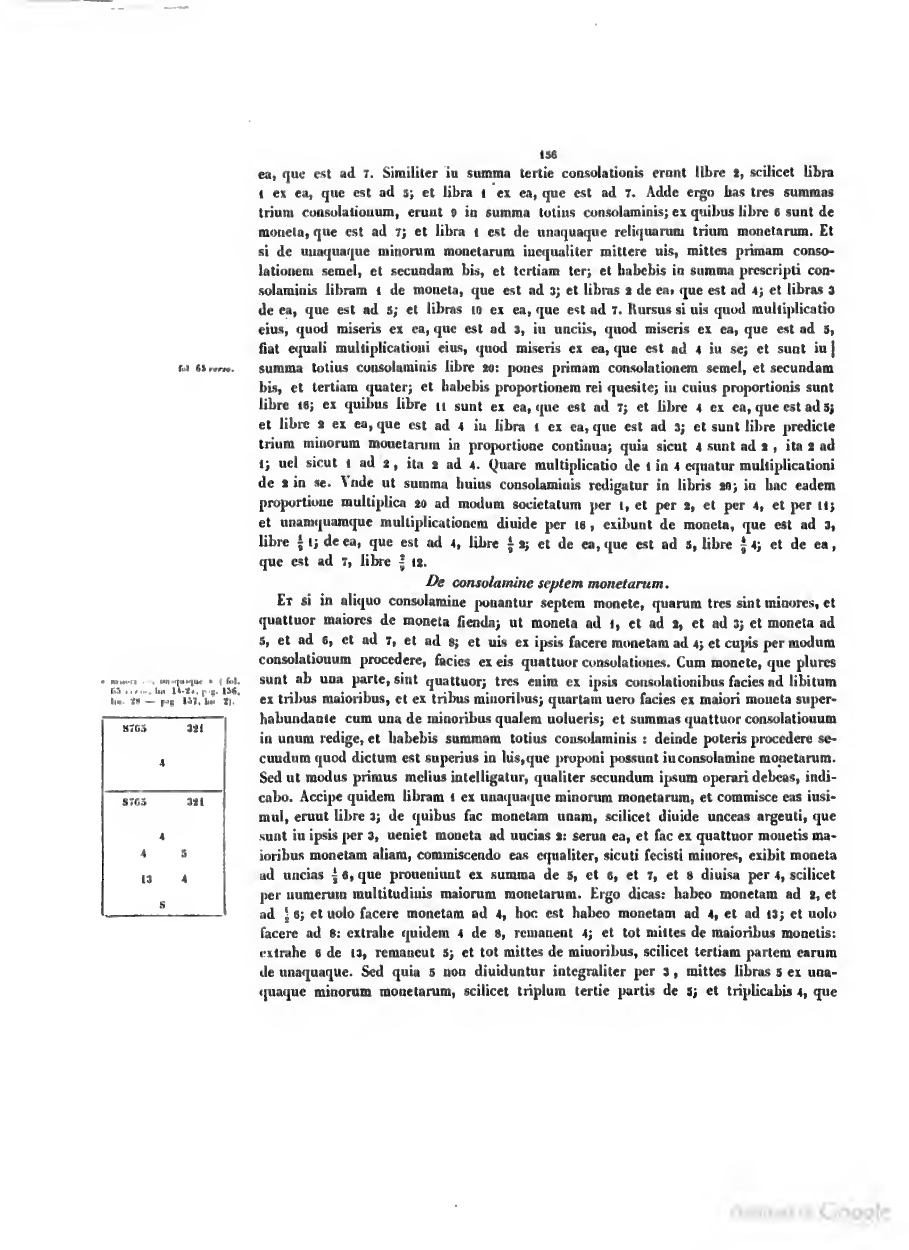 156
ea, que est ad 7. Similiter in summa tertie consolationis erunt libre 2, scilicet libra
1 ex ea, que est ad 5; et libra 1 ex ea, que est ad 7. Adde ergo has tres summas
trium consolationum, erunt 9 in summa totius consolaminis; ex quibus libre 6 sunt de
moneta, que est ad 7; et libra 1 est de unaquaque reliquarum trium monetarum. Et
si de unaquaque minorum monetarum inequaliter mittere uis, mittes primam conso-
lationem semel, et secundam bis, et tertiam ter; et habebis in summa prescripti con-
solaminis libram 1 de moneta, que est ad 3; et libras 2 de ea, que est ad 4; et libras 3
de ea, que est ad 5; et libras 10 ex ea, que est ad 7. Rursus si uis quod multiplicatio
eius, quod miseris ex ea, que est ad 3, in unciis, quod miseris ex ea, que est ad 5,
fiat equali multiplicationi eius, quod miseris ex ea, que est ad 4 in se; et sunt in |
fol. 65 verso.
summa totius consolaminis libre 20: pones primam consolationem semel, et secundam
bis, et tertiam quater; et habebis proportionem rei quesite; in cuius proportionis sunt
libre 16; ex quibus libre 11 sunt ex ea, que est ad 7; et libre 4 ex ea, que est ad 5;
et libre 2 ex ea, que est ad 4 in libra 1 ex ea, que est ad 3; et sunt libre predicte
trium minorum monetarum in proportione continua; quia sicut 4 sunt ad 2 , ita 2 ad
1; uel sicut 1 ad 2 , ita 2 ad 4. Quare multiplicatio de 1 in 4 equatur multiplicationi
de 2 in se. Vnde ut summa huius consolaminis redigatur in libris 20; in hac eadem
proportione multiplica 20 ad modum societatum per 1, et per 2, et per 4, et per 11;
et unamquamque multiplicationem diuide per 18 , exibunt de moneta, que est ad 3,
libre 1/9 1; de ea, que est ad 4, libre 2; et de ea, que est ad 5, libre 4/9 4; et de ea ,
que est ad 7, libre 2/9 12.
De consolamine septem monetarum.
Et si in aliquo consolamine ponantur septem monete, quarum tres sint minores, et
quattuor maiores de moneta fienda; ut moneta ad 1, et ad 2, et ad 3; et moneta ad
5, et ad 6, et ad 7, et ad 8; et uis ex ipsis facere monetam ad 4; et cupis per modum
consolationum procedere, facies ex eis quattuor consolationes. Cum monete, que plures
sunt ab una parte, sint quattuor; tres enim ex ipsis consolationibus facies ad libitum
ex tribus maioribus, et ex tribus minoribus; quartam uero facies ex maiori moneta super-
habundante cum una de minoribus qualem uolueris; et summas quattuor consolationum
in unum redige, et habebis summam totius consolaminis : deinde poteris procedere se-
cundum quod dictum est superius in his, que proponi possunt in consolamine monetarum.
Sed ut modus primus melius intelligatur, qualiter secundum ipsum operari debeas, indi-
cabo. Accipe quidem libram 1 ex unaquaque minorum monetarum, et commisce eas insi-
mul, erunt libre 3; de quibus fac monetam unam, scilicet diuide unceas argenti, que
sunt in ipsis per 3, ueniet moneta ad uncias 2: serua ea, et fac ex quattuor monetis ma-
ioribus monetam aliam, commiscendo eas equaliter, sicuti fecisti minores, exibit moneta
ad uncias 1/2 6, que proueniunt ex summa de 5, et 6, et 7, et 8 diuisa per 4, scilicet
per numerum multitudinis maiorum monetarum. Ergo dicas: habeo monetam ad 2, et
ad 1/2 6; et uolo facere monetam ad 4, hoc est habeo monetam ad 4, et ad 13; et uolo
facere ad 8: extrahe quidem 4 de 8, remanent 4; et tot mittes de maioribus monetis:
extrahe 8 de 13, remanent 5; et tot mittes de minoribus, scilicet tertiam partem earum
de unaquaque. Sed quia 5 non diuiduntur integraliter per 3 , mittes libras 5 ex una-
quaque minorum monetarum, scilicet triplum tertie partis de 5; et triplicabis 4, que
unaquaque » ( fol.
65 lin. 14-24, pag. 156,
lin. 28 — pag. 157, lin. 2).
8765 321
4
8765 321
4
4 5
13 4
8
Google